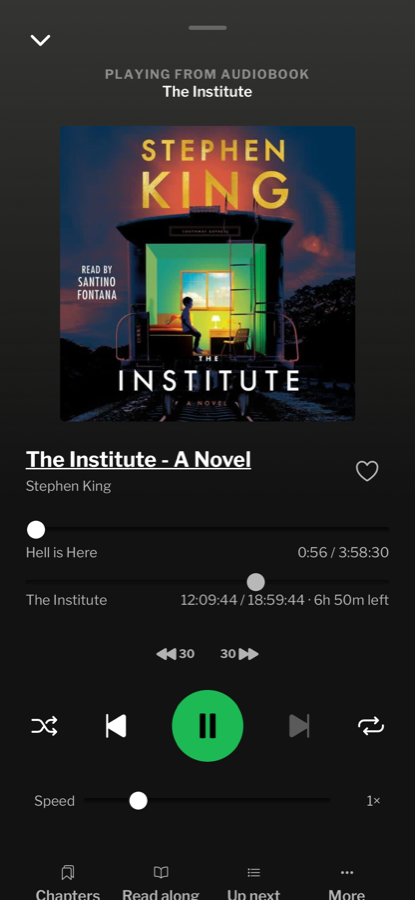 PLAYING FROM AUDIOBOOK
The Institute
STEPHEN
KING
READ BY
SANTINO
FONTANA
THE
INSTITUTE
A NOVEL
The Institute - A Novel
Stephen King
Hell is Here 0:56 / 3:58:30
The Institute 12:09:44 / 18:59:44 · 6h 50m left
30 30
Speed 1×
Chapters Read along Up next More